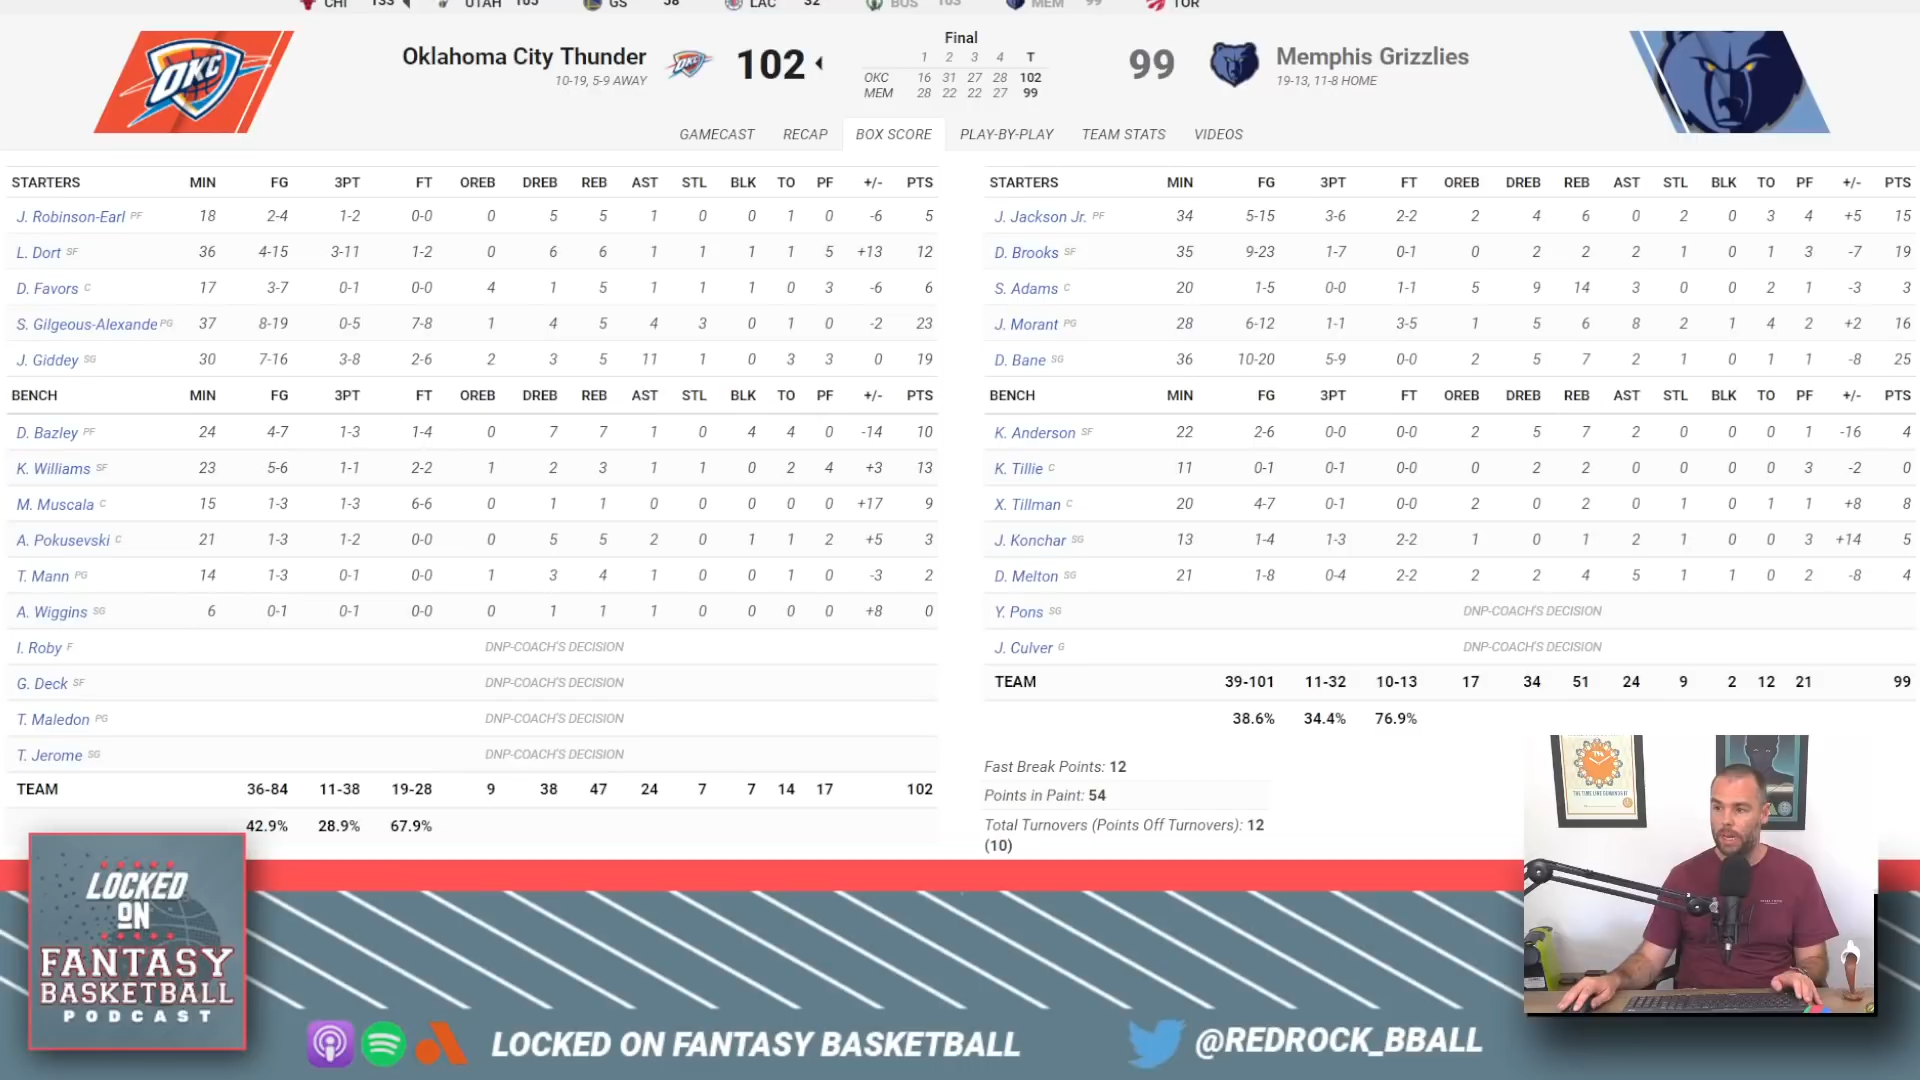 CHI 133 UTAH 105 GS 58 LAC 52 BOS 103 MEM 99 TOR
Oklahoma City Thunder 102 Final 99 Memphis Grizzlies
10-19, 5-9 AWAY 19-13, 11-8 HOME
1 2 3 4 T
OKC 16 31 27 28 102
MEM 28 22 22 27 99
OKC
GAMECAST RECAP BOX SCORE PLAY-BY-PLAY TEAM STATS VIDEOS
STARTERS MIN FG 3PT FT OREB DREB REB AST STL BLK TO PF +/- PTS
J. Robinson-Earl PF 18 2-4 1-2 0-0 0 5 5 1 0 0 1 0 -6 5
L. Dort SF 36 4-15 3-11 1-2 0 6 6 1 1 1 1 5 +13 12
D. Favors C 17 3-7 0-1 0-0 4 1 5 1 1 1 0 3 -6 6
S. Gilgeous-Alexande PG 37 8-19 0-5 7-8 1 4 5 4 3 0 1 0 -2 23
J. Giddey SG 30 7-16 3-8 2-6 2 3 5 11 1 0 3 3 0 19
BENCH MIN FG 3PT FT OREB DREB REB AST STL BLK TO PF +/- PTS
D. Bazley PF 24 4-7 1-3 1-4 0 7 7 1 0 4 4 0 -14 10
K. Williams SF 23 5-6 1-1 2-2 1 2 3 1 1 0 2 4 +3 13
M. Muscala C 15 1-3 1-3 6-6 0 1 1 0 0 0 0 0 +17 9
A. Pokusevski C 21 1-3 1-2 0-0 0 5 5 2 0 1 1 2 +5 3
T. Mann PG 14 1-3 0-1 0-0 1 3 4 1 0 0 1 0 -3 2
A. Wiggins SG 6 0-1 0-1 0-0 0 1 1 1 0 0 0 0 +8 0
I. Roby F DNP-COACH'S DECISION
G. Deck SF DNP-COACH'S DECISION
T. Maledon PG DNP-COACH'S DECISION
T. Jerome SG DNP-COACH'S DECISION
TEAM 36-84 11-38 19-28 9 38 47 24 7 7 14 17 102
42.9% 28.9% 67.9%
STARTERS MIN FG 3PT FT OREB DREB REB AST STL BLK TO PF +/- PTS
J. Jackson Jr. PF 34 5-15 3-6 2-2 2 4 6 0 2 0 3 4 +5 15
D. Brooks SF 35 9-23 1-7 0-1 0 2 2 2 1 0 1 3 -7 19
S. Adams C 20 1-5 0-0 1-1 5 9 14 3 0 0 2 1 -3 3
J. Morant PG 28 6-12 1-1 3-5 1 5 6 8 2 1 4 2 +2 16
D. Bane SG 36 10-20 5-9 0-0 2 5 7 2 1 0 1 1 -8 25
BENCH MIN FG 3PT FT OREB DREB REB AST STL BLK TO PF +/- PTS
K. Anderson SF 22 2-6 0-0 0-0 2 5 7 2 0 0 0 1 -16 4
K. Tillie C 11 0-1 0-1 0-0 0 2 2 0 0 0 0 3 -2 0
X. Tillman C 20 4-7 0-1 0-0 2 0 2 0 1 0 1 1 +8 8
J. Konchar SG 13 1-4 1-3 2-2 1 0 1 2 1 0 0 3 +14 5
D. Melton SG 21 1-8 0-4 2-2 2 2 4 5 1 1 0 2 -8 4
Y. Pons SG DNP-COACH'S DECISION
J. Culver G DNP-COACH'S DECISION
TEAM 39-101 11-32 10-13 17 34 51 24 9 2 12 21 99
38.6% 34.4% 76.9%
Fast Break Points: 12
Points in Paint: 54
Total Turnovers (Points Off Turnovers): 12
(10)
LOCKED
ON
FANTASY
BASKETBALL
PODCAST
LOCKED ON FANTASY BASKETBALL
@REDROCK_BBALL